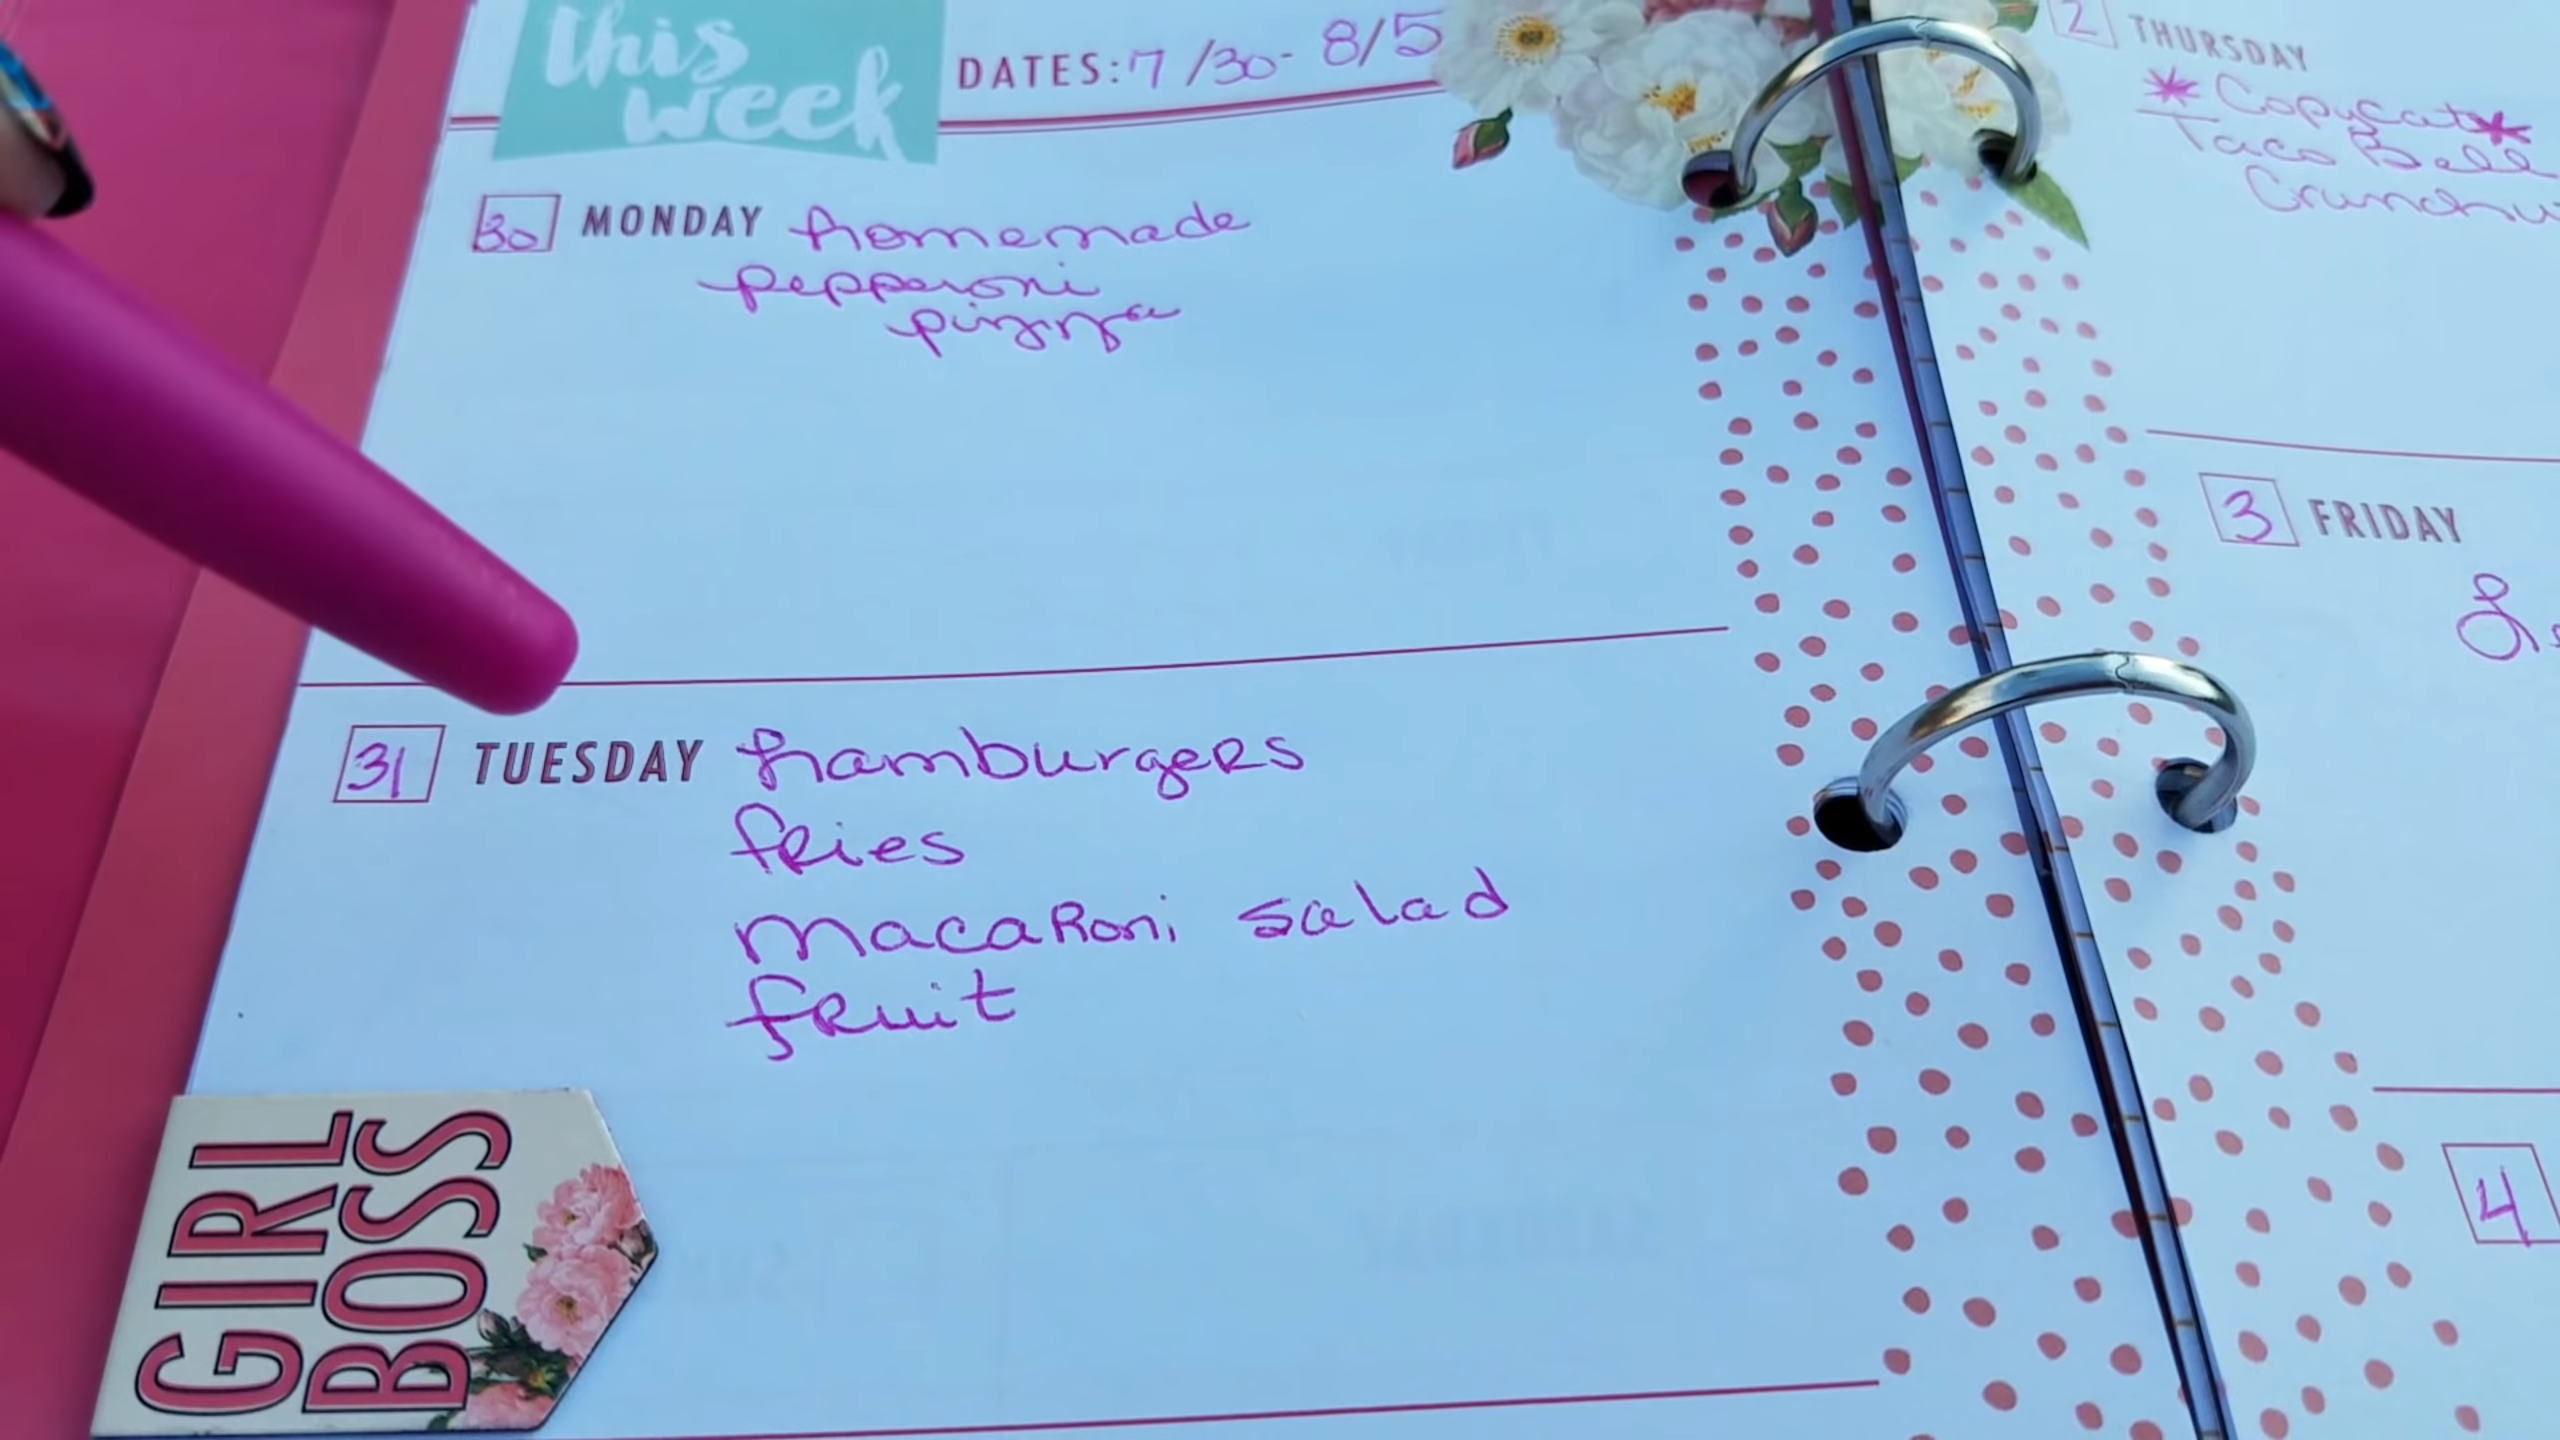 this
week
DATES: 7/30- 8/5
30 MONDAY homemade
pepperoni
pizza
31 TUESDAY hamburgers
fries
macaroni salad
fruit
GIRL
BOSS
2 THURSDAY
*Copycat*
Taco Bell
3 FRIDAY
4